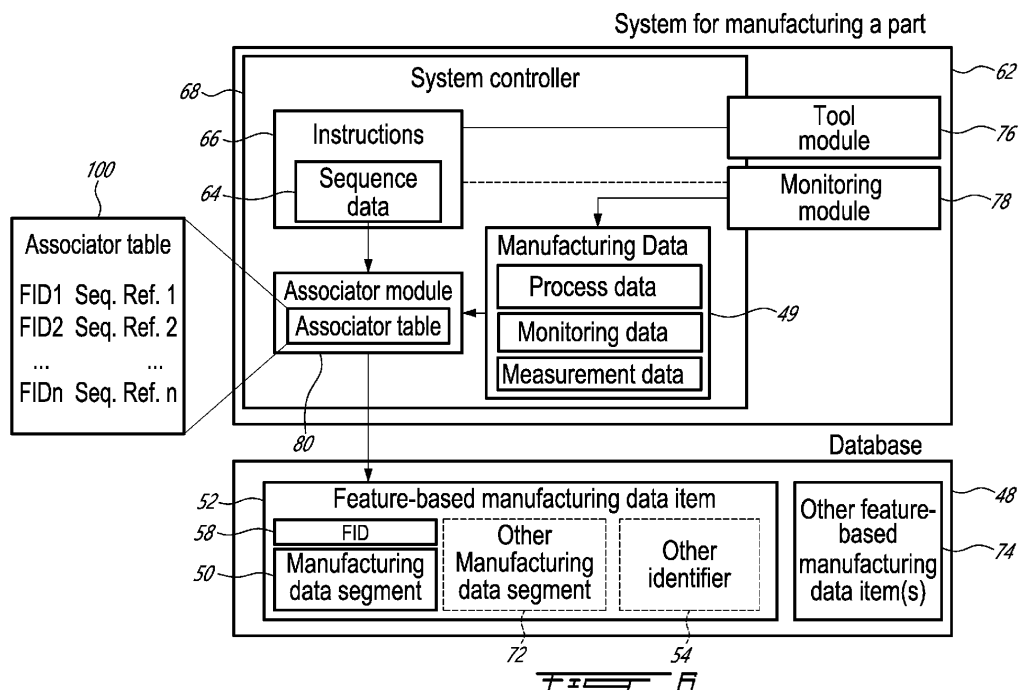 System for manufacturing a part
System controller
68
62
66
Instructions
Tool
module
76
64
Sequence
data
Monitoring
module
78
100
Associator table
FID1 Seq. Ref. 1
FID2 Seq. Ref. 2
... ...
FIDn Seq. Ref. n
Manufacturing Data
Process data
Monitoring data
Measurement data
49
Associator module
Associator table
80
Database
52
Feature-based manufacturing data item
48
58
FID
50
Manufacturing
data segment
Other
Manufacturing
data segment
72
Other
identifier
54
Other feature-
based
manufacturing
data item(s)
74